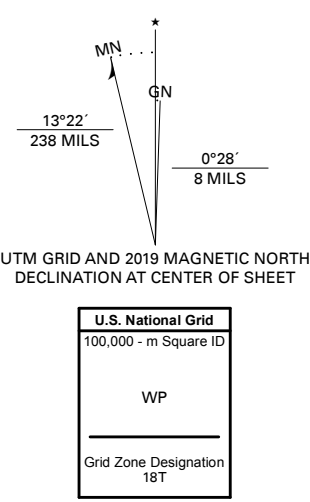 ★
MN
GN
13°22´
238 MILS
0°28´
8 MILS
UTM GRID AND 2019 MAGNETIC NORTH
DECLINATION AT CENTER OF SHEET
U.S. National Grid
100,000 - m Square ID
WP
Grid Zone Designation
18T